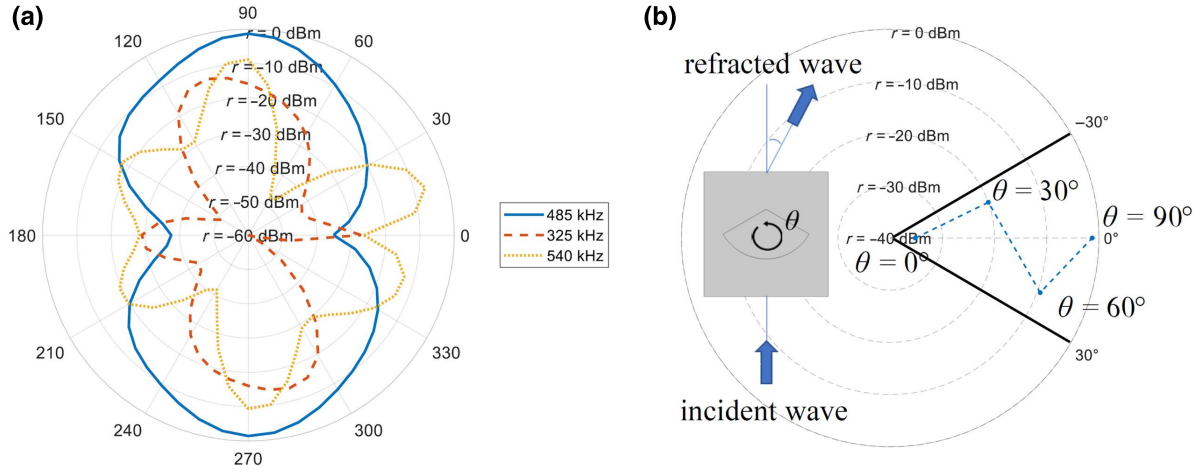 (a)
90
120
60
150
30
180
0
210
330
240
300
270
r = 0 dBm
r = –10 dBm
r = –20 dBm
r = –30 dBm
r = –40 dBm
r = –50 dBm
r = –60 dBm
485 kHz
325 kHz
540 kHz
(b)
refracted wave
θ
incident wave
r = 0 dBm
r = –10 dBm
r = –20 dBm
r = –30 dBm
r = –40 dBm
–30°
θ = 30°
θ = 90°
0°
θ = 0°
θ = 60°
30°